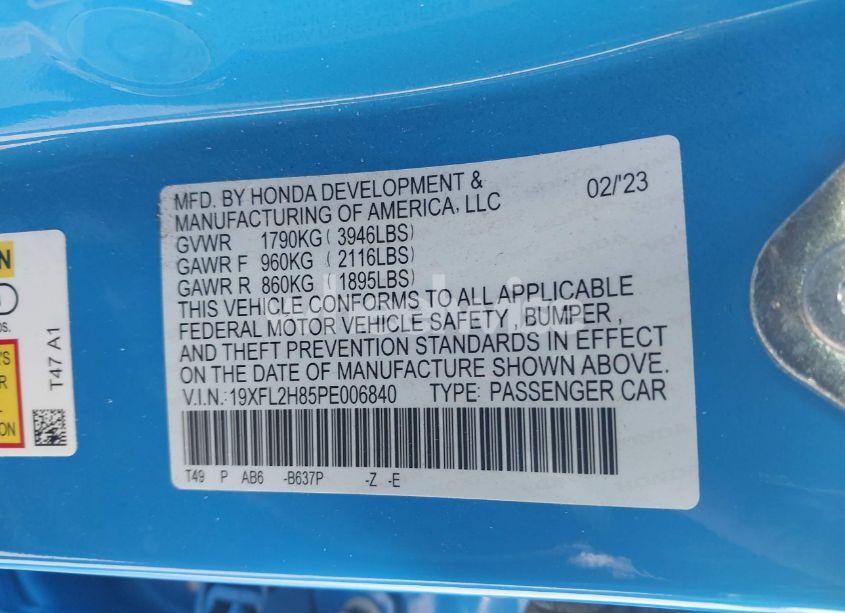 MFD. BY HONDA DEVELOPMENT & 02/'23
MANUFACTURING OF AMERICA, LLC
GVWR 1790KG ( 3946LBS)
GAWR F 960KG ( 2116LBS)
GAWR R 860KG ( 1895LBS)
THIS VEHICLE CONFORMS TO ALL APPLICABLE
FEDERAL MOTOR VEHICLE SAFETY , BUMPER ,
AND THEFT PREVENTION STANDARDS IN EFFECT
ON THE DATE OF MANUFACTURE SHOWN ABOVE.
V.I.N.: 19XFL2H85PE006840 TYPE: PASSENGER CAR
T49 P AB6 -B637P -Z -E
T47 A1